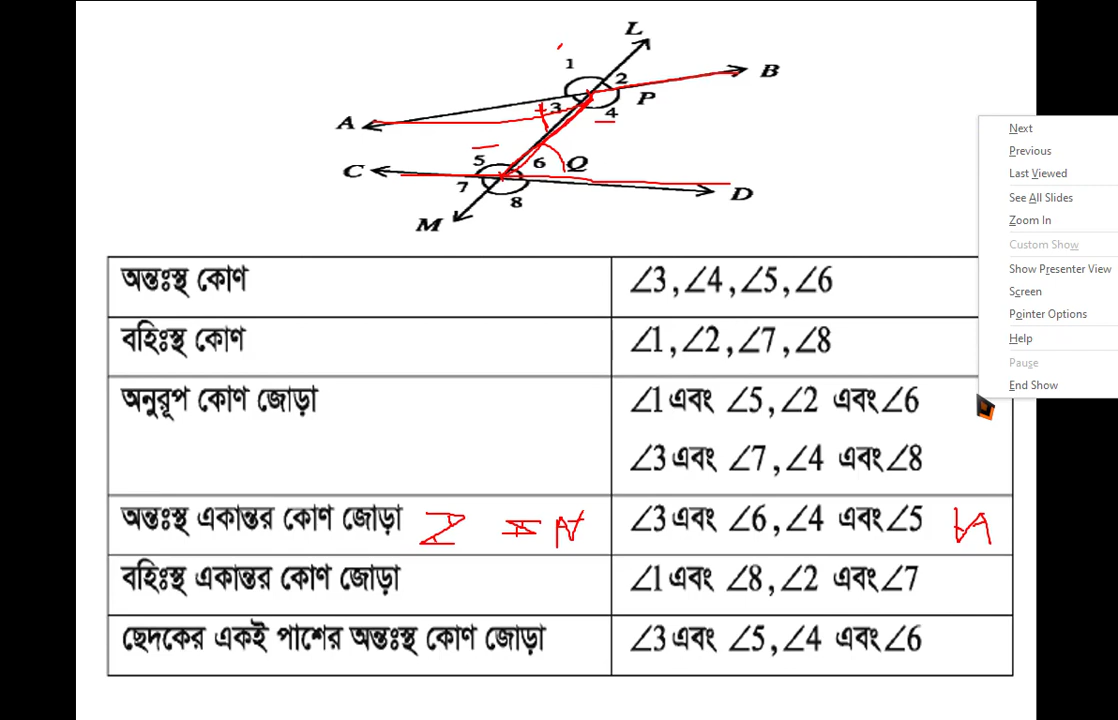 L
1
2
B
P
3
4
A
5
6
Q
C
7
8
D
M
Next
Previous
Last Viewed
See All Slides
Zoom In
Custom Show
Show Presenter View
Screen
Pointer Options
Help
Pause
End Show
অন্তঃস্থ কোণ ∠3,∠4,∠5,∠6
বহিঃস্থ কোণ ∠1,∠2,∠7,∠8
অনুরূপ কোণ জোড়া ∠1 এবং ∠5,∠2 এবং ∠6
∠3 এবং ∠7,∠4 এবং ∠8
অন্তঃস্থ একান্তর কোণ জোড়া Z ∠3 এবং ∠6,∠4 এবং ∠5
বহিঃস্থ একান্তর কোণ জোড়া ∠1 এবং ∠8,∠2 এবং ∠7
ছেদকের একই পাশের অন্তঃস্থ কোণ জোড়া ∠3 এবং ∠5,∠4 এবং ∠6